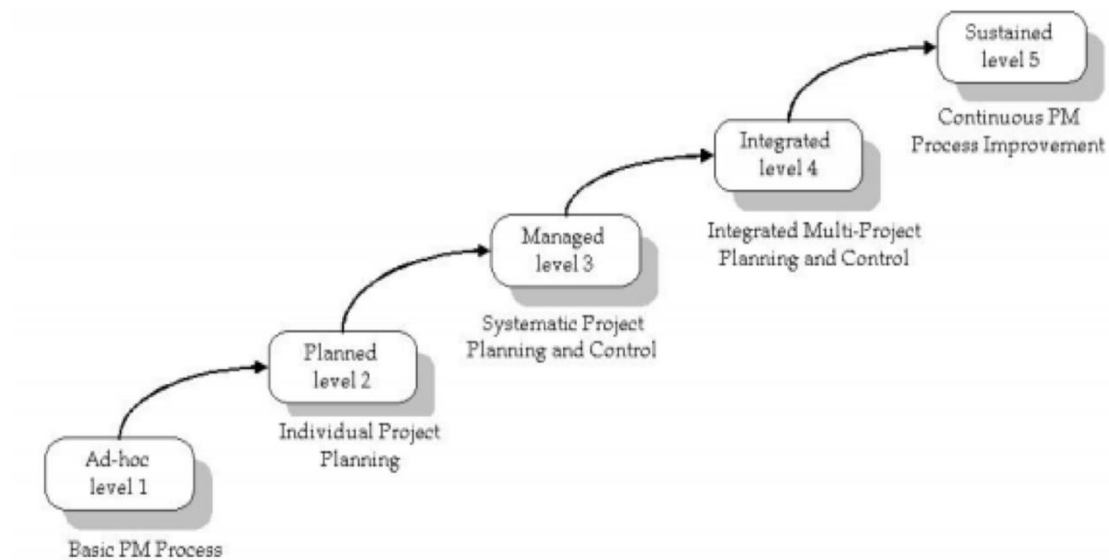 Sustained
level 5
Continuous PM
Process Improvement
Integrated
level 4
Integrated Multi-Project
Planning and Control
Managed
level 3
Systematic Project
Planning and Control
Planned
level 2
Individual Project
Planning
Ad-hoc
level 1
Basic PM Process